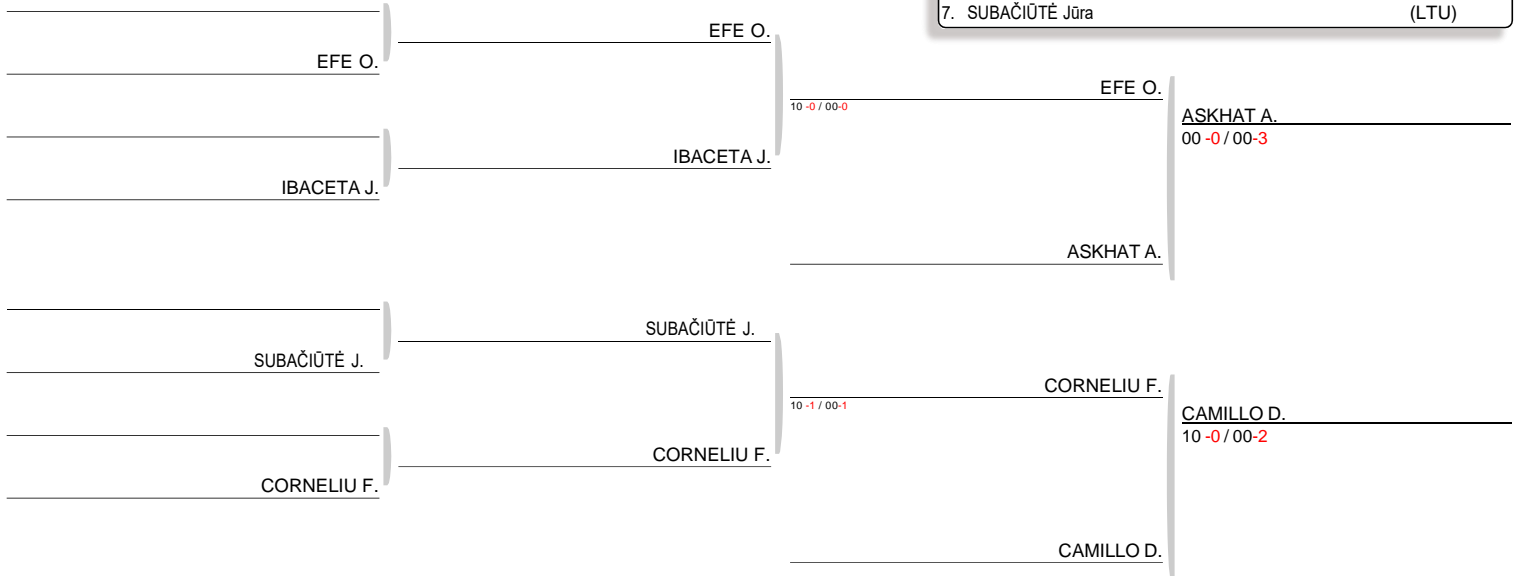 7. SUBAČIŪTĖ Jūra (LTU)
EFE O.
EFE O.
EFE O.
10 -0 / 00-0
ASKHAT A.
00 -0 / 00-3
IBACETA J.
IBACETA J.
ASKHAT A.
SUBAČIŪTĖ J.
SUBAČIŪTĖ J.
CORNELIU F.
10 -1 / 00-1
CAMILLO D.
10 -0 / 00-2
CORNELIU F.
CORNELIU F.
CAMILLO D.